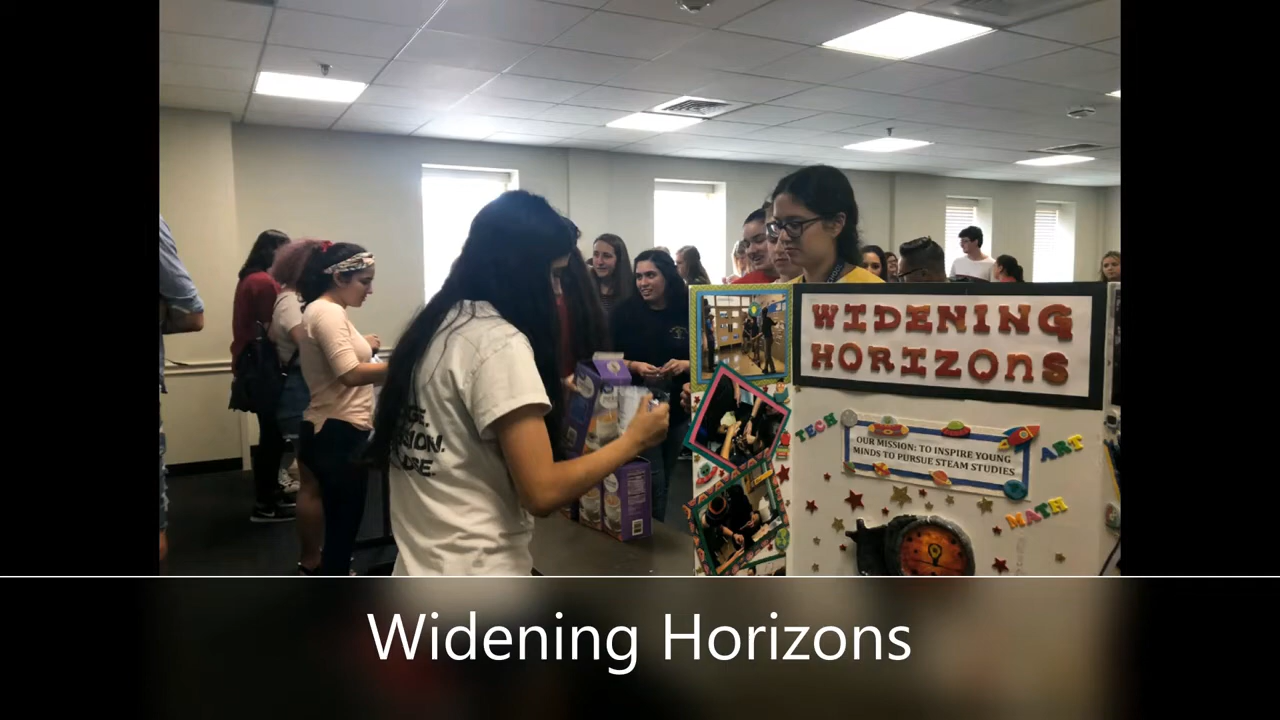 WIDENING
HORIZONS
TECH
OUR MISSION: TO INSPIRE YOUNG
MINDS TO PURSUE STEAM STUDIES
ART
MATH
Widening Horizons